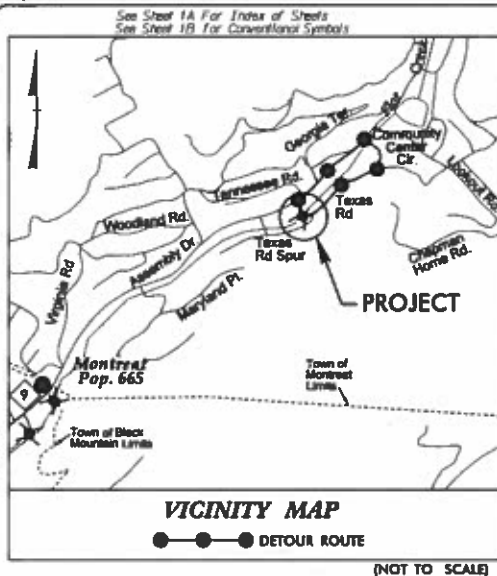 See Sheet 1A For Index of Sheets
See Sheet 1B for Conventional Symbols
Georgia Ter.
Community
Center
Cir.
Lookout Rd
Tennessee Rd.
Texas
Rd
Woodland Rd.
Assembly Dr
Texas
Rd Spur
Chapman
Home Rd.
Virginia Rd
Maryland Pl.
PROJECT
Montreat
Pop. 665
9
Town of
Montreat
Limits
Town of Black
Mountain Limits
VICINITY MAP
DETOUR ROUTE
(NOT TO SCALE)